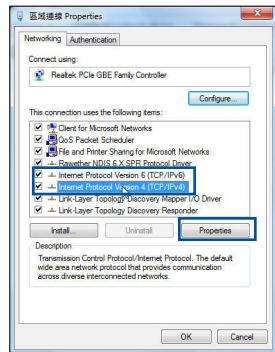 區域連線 Properties
Networking Authentication
Connect using:
Realtek PCIe GBE Family Controller
Configure...
This connection uses the following items:
Client for Microsoft Networks
QoS Packet Scheduler
File and Printer Sharing for Microsoft Networks
Rawether NDIS 6.X SPR Protocol Driver
Internet Protocol Version 6 (TCP/IPv6)
Internet Protocol Version 4 (TCP/IPv4)
Link-Layer Topology Discovery Mapper I/O Driver
Link-Layer Topology Discovery Responder
Install... Uninstall Properties
Description
Transmission Control Protocol/Internet Protocol. The default
wide area network protocol that provides communication
across diverse interconnected networks.
OK Cancel